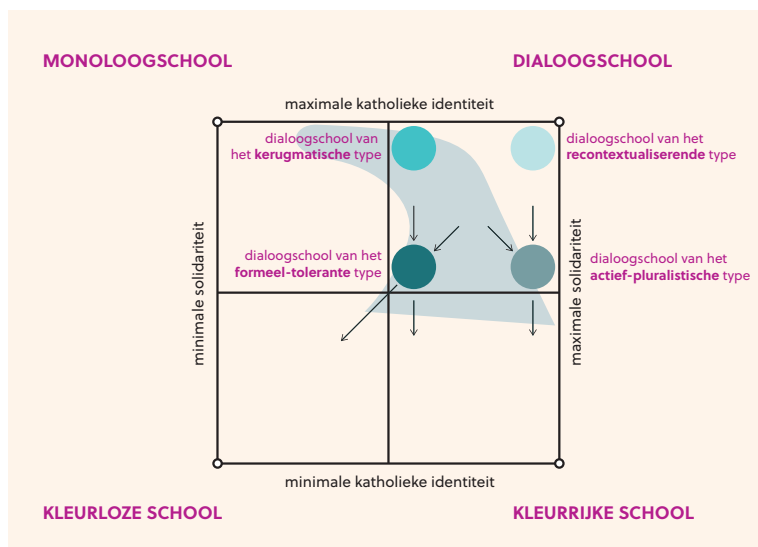 MONOLOOGSCHOOL
DIALOOGSCHOOL
maximale katholieke identiteit
dialoogschool van
het kerugmatische type
dialoogschool van het
recontextualiserende type
minimale solidariteit
maximale solidariteit
dialoogschool van het
formeel-tolerante type
dialoogschool van het
actief-pluralistische type
minimale katholieke identiteit
KLEURLOZE SCHOOL
KLEURRIJKE SCHOOL